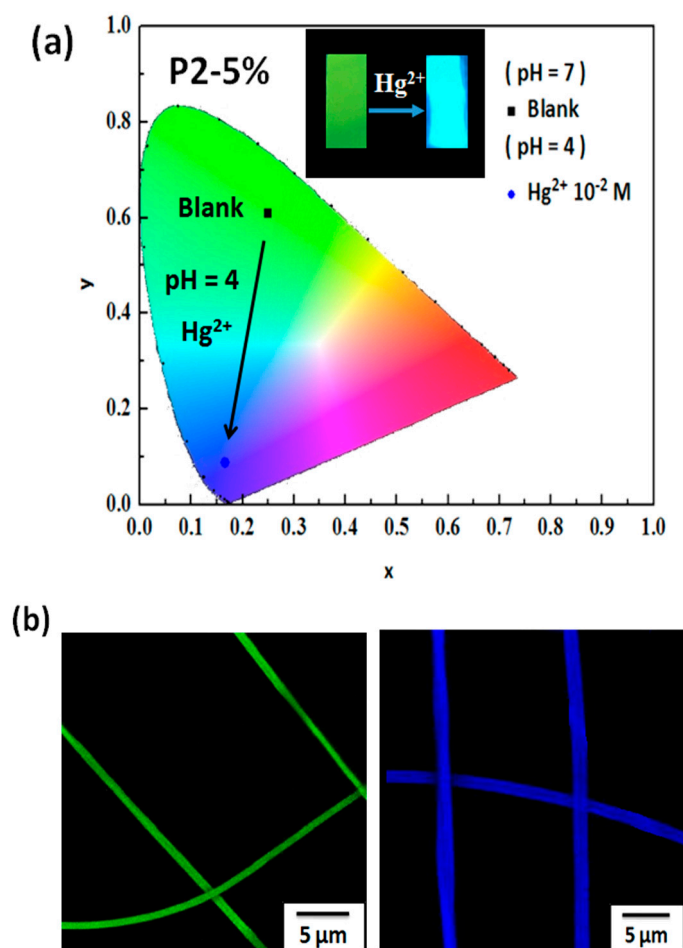 (a)
1.0
0.8
0.6
0.4
0.2
0.0
y
P2-5%
Hg²⁺
( pH = 7 )
Blank
( pH = 4 )
Hg²⁺ 10⁻² M
Blank
pH = 4
Hg²⁺
0.0 0.1 0.2 0.3 0.4 0.5 0.6 0.7 0.8 0.9 1.0
x
(b)
5 μm
5 μm